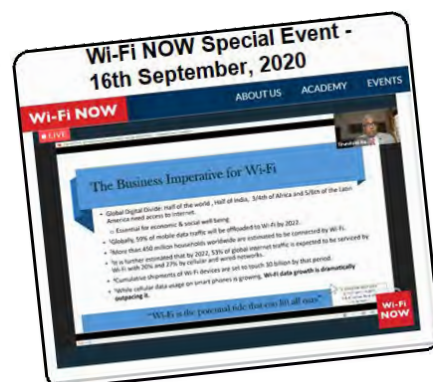 Wi-Fi NOW Special Event -
16th September, 2020
Wi-Fi NOW
ABOUT US
ACADEMY
EVENTS
LIVE
The Business Imperative for Wi-Fi
• Global Digital Divide: Half of the world , Half of India, 3/4th of Africa and 5/8th of the Latin
America need access to internet.
o Essential for economic & social well being
• Globally, 59% of mobile data traffic will be offloaded to Wi-Fi by 2022.
• More than 450 million households worldwide are estimated to be connected by Wi-Fi.
• It is further estimated that by 2022, 53% of global internet traffic is expected to be serviced by
Wi-Fi with 20% and 27% by cellular and wired networks.
• Cumulative shipments of Wi-Fi devices are set to touch 30 billion by that period.
• While cellular data usage on smart phones is growing, Wi-Fi data growth is dramatically
outpacing it.
"Wi-Fi is the potential tide that can lift all
Wi-Fi
NOW